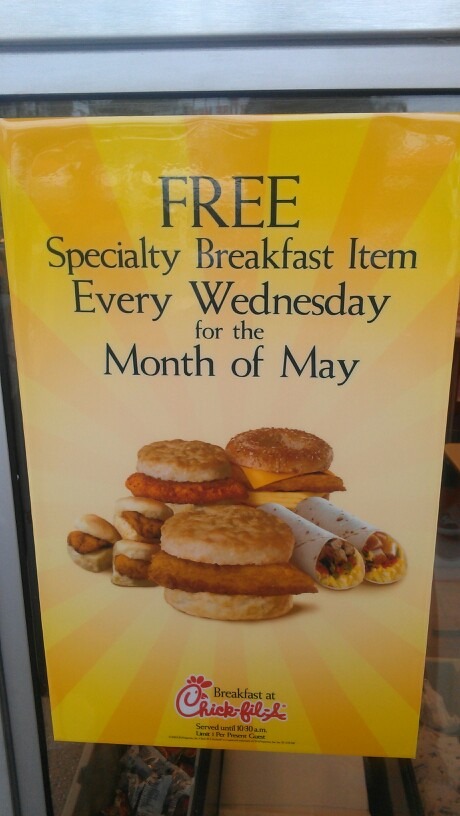 FREE
Specialty Breakfast Item
Every Wednesday
for the
Month of May
Breakfast at
Chick-fil-A
Served until 10:30 a.m.
Limit 1 Per Present Guest